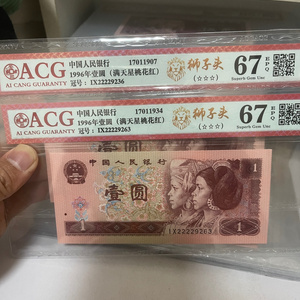 ACG
AI CANG GUARANTY
中国人民银行 17011907
1996年壹圆（满天星桃花红）
冠号：IX22229236
狮子头
(☆☆☆)
67 EPQ
Superb Gem Unc
ACG
AI CANG GUARANTY
中国人民银行 17011934
1996年壹圆（满天星桃花红）
冠号：IX22229263
狮子头
(☆☆☆)
67 EPQ
Superb Gem Unc
中国人民银行
壹圆
1
1
IX22229263
1